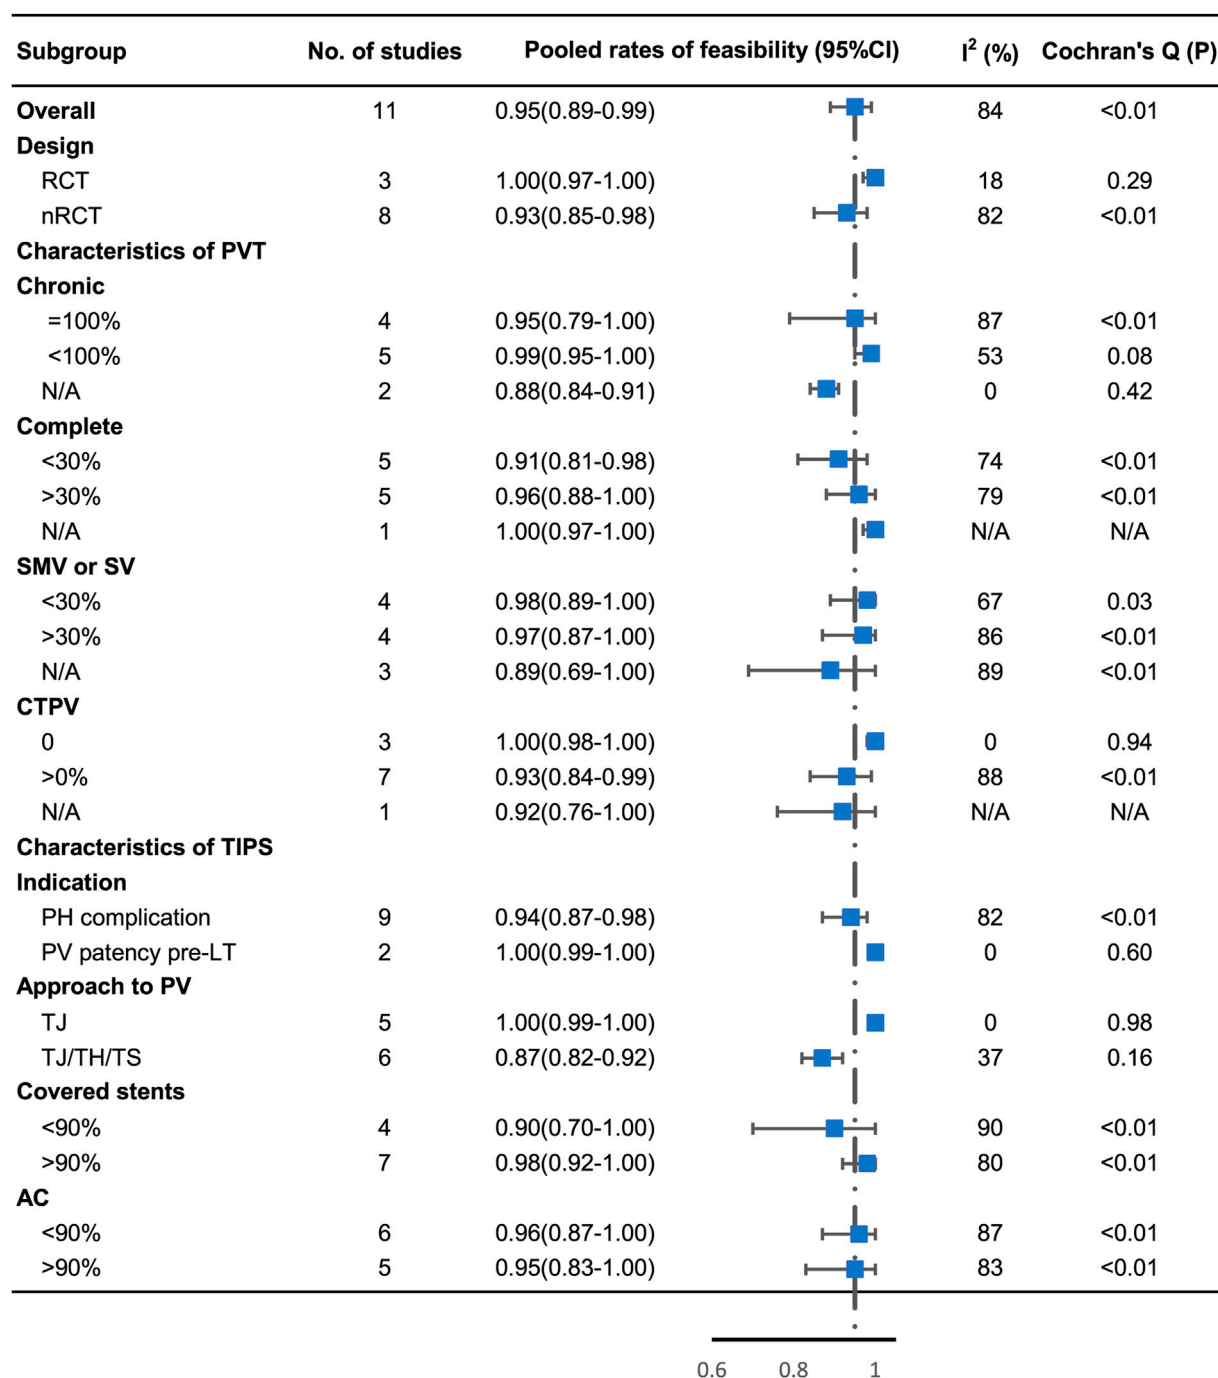 Subgroup No. of studies Pooled rates of feasibility (95%CI) I² (%) Cochran's Q (P)
Overall 11 0.95(0.89-0.99) 84 <0.01
Design
RCT 3 1.00(0.97-1.00) 18 0.29
nRCT 8 0.93(0.85-0.98) 82 <0.01
Characteristics of PVT
Chronic
=100% 4 0.95(0.79-1.00) 87 <0.01
<100% 5 0.99(0.95-1.00) 53 0.08
N/A 2 0.88(0.84-0.91) 0 0.42
Complete
<30% 5 0.91(0.81-0.98) 74 <0.01
>30% 5 0.96(0.88-1.00) 79 <0.01
N/A 1 1.00(0.97-1.00) N/A N/A
SMV or SV
<30% 4 0.98(0.89-1.00) 67 0.03
>30% 4 0.97(0.87-1.00) 86 <0.01
N/A 3 0.89(0.69-1.00) 89 <0.01
CTPV
0 3 1.00(0.98-1.00) 0 0.94
>0% 7 0.93(0.84-0.99) 88 <0.01
N/A 1 0.92(0.76-1.00) N/A N/A
Characteristics of TIPS
Indication
PH complication 9 0.94(0.87-0.98) 82 <0.01
PV patency pre-LT 2 1.00(0.99-1.00) 0 0.60
Approach to PV
TJ 5 1.00(0.99-1.00) 0 0.98
TJ/TH/TS 6 0.87(0.82-0.92) 37 0.16
Covered stents
<90% 4 0.90(0.70-1.00) 90 <0.01
>90% 7 0.98(0.92-1.00) 80 <0.01
AC
<90% 6 0.96(0.87-1.00) 87 <0.01
>90% 5 0.95(0.83-1.00) 83 <0.01
0.6 0.8 1